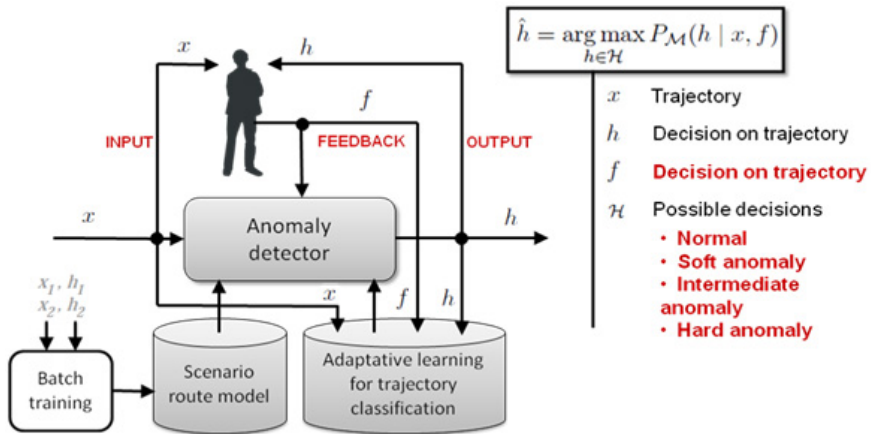 x
h
ĥ = arg max P_M(h | x, f)
h∈H
f
INPUT
FEEDBACK
OUTPUT
x Trajectory
h Decision on trajectory
f Decision on trajectory
H Possible decisions
• Normal
• Soft anomaly
• Intermediate
anomaly
• Hard anomaly
x
Anomaly
detector
h
x₁, h₁
x₂, h₂
x
f
h
Batch
training
Scenario
route model
Adaptative learning
for trajectory
classification